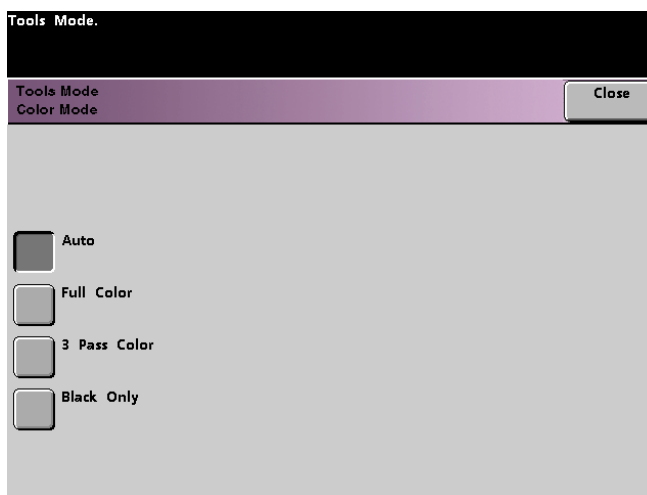 Tools Mode.
Tools Mode
Color Mode
Close
Auto
Full Color
3 Pass Color
Black Only